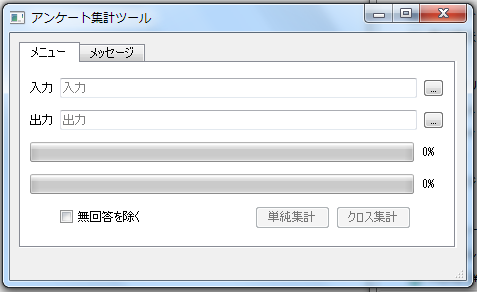 アンケート集計ツール
メニュー メッセージ
入力 入力 ...
出力 出力 ...
0%
0%
無回答を除く 単純集計 クロス集計